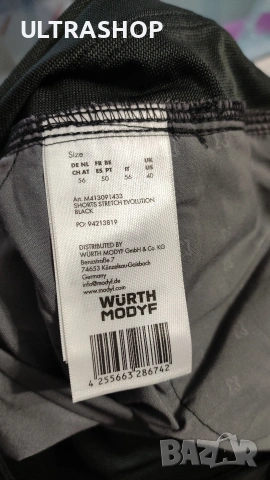 ULTRASHOP
Size
DE NL FR BE UK
CH AT ES PT IT US
56 50 56 40
Art. M413091433
SHORTS STRETCH EVOLUTION
BLACK
PO: 94213819
DISTRIBUTED BY
WÜRTH MODYF GmbH & Co. KG
Benzstraße 7
74653 Künzelsau-Gaisbach
Germany
info@modyf.de
www.modyf.com
WÜRTH
MODYF
4 255663 286742
BAZAR